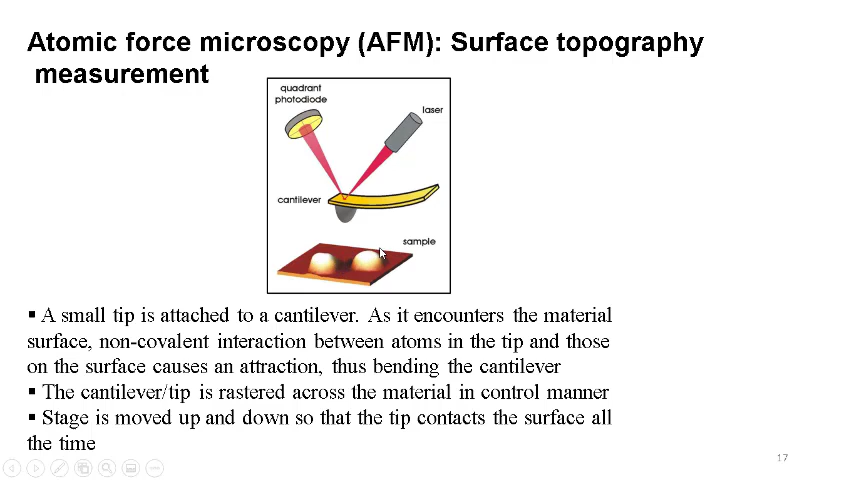 Atomic force microscopy (AFM): Surface topography
measurement
quadrant
photodiode
laser
cantilever
sample
▪ A small tip is attached to a cantilever. As it encounters the material
surface, non-covalent interaction between atoms in the tip and those
on the surface causes an attraction, thus bending the cantilever
▪ The cantilever/tip is rastered across the material in control manner
▪ Stage is moved up and down so that the tip contacts the surface all
the time
17